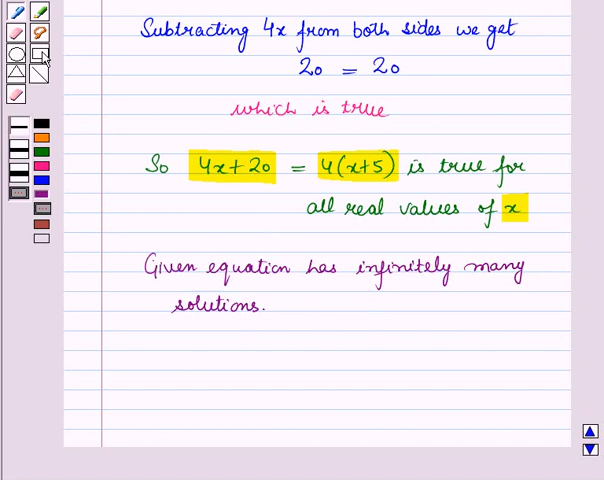 Subtracting 4x from both sides we get
20 = 20
which is true
So 4x+20 = 4(x+5) is true for
all real values of x
Given equation has infinitely many
solutions.